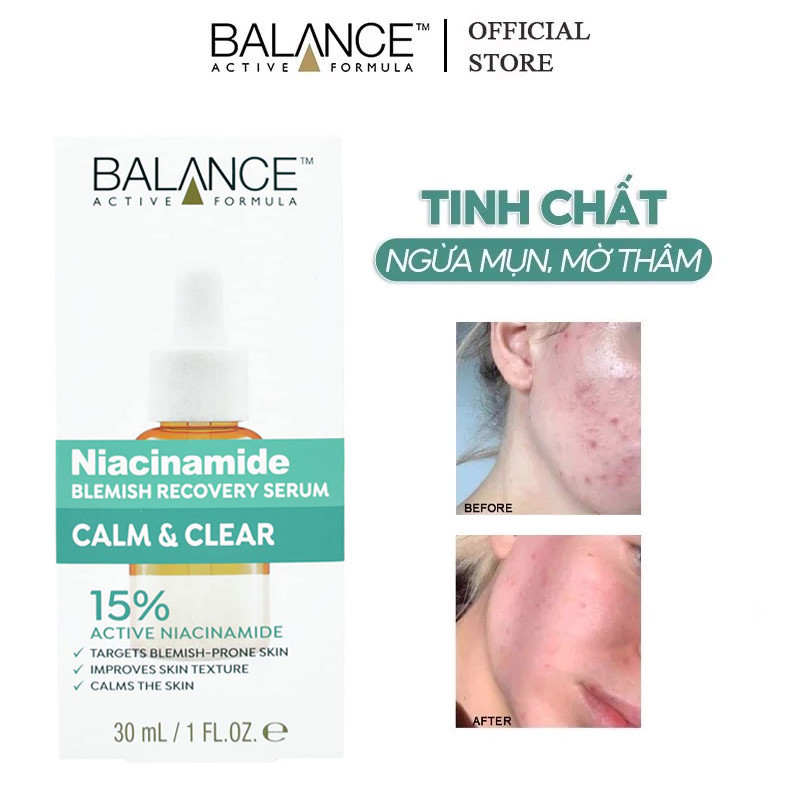 BALANCE™
ACTIVE FORMULA
OFFICIAL
STORE
BALANCE™
ACTIVE FORMULA
Niacinamide
BLEMISH RECOVERY SERUM
CALM & CLEAR
15%
ACTIVE NIACINAMIDE
✓ TARGETS BLEMISH-PRONE SKIN
✓ IMPROVES SKIN TEXTURE
✓ CALMS THE SKIN
30 mL / 1 FL.OZ. ℮
TINH CHẤT
NGỪA MỤN, MỜ THÂM
BEFORE
AFTER